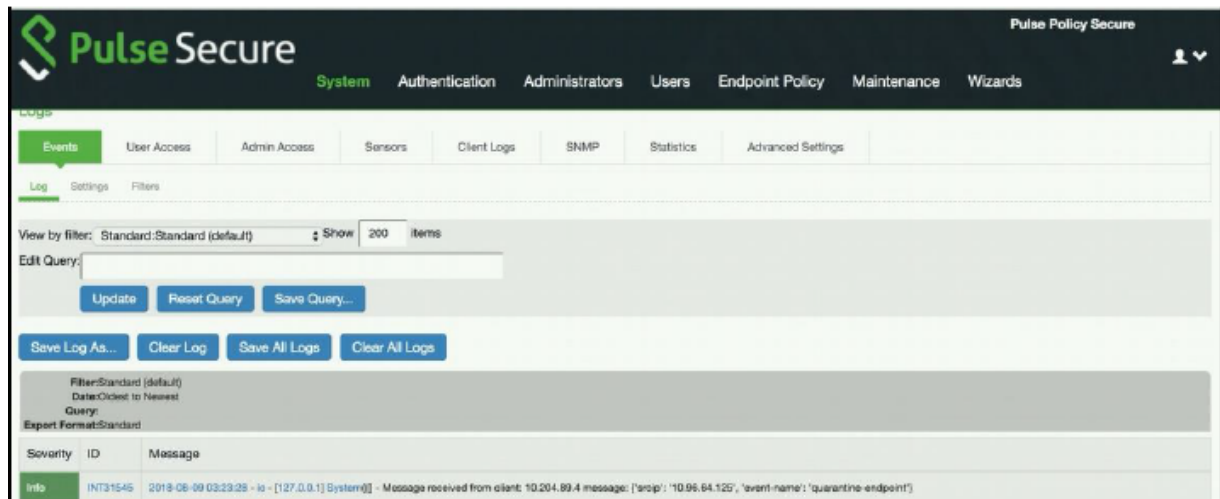 Pulse Secure
Pulse Policy Secure
System Authentication Administrators Users Endpoint Policy Maintenance Wizards
Logs
Events User Access Admin Access Sensors Client Logs SNMP Statistics Advanced Settings
Log Settings Filters
View by filter: Standard:Standard (default) Show 200 items
Edit Query:
Update Reset Query Save Query...
Save Log As... Clear Log Save All Logs Clear All Logs
Filter:Standard (default)
Date:Oldest to Newest
Query:
Export Format:Standard
Severity ID Message
Info INT31545 2018-08-09 03:23:28 - ic - [127.0.0.1] System()[] - Message received from client: 10.204.89.4 message: {'srcip': '10.96.64.125', 'event-name': 'quarantine-endpoint'}